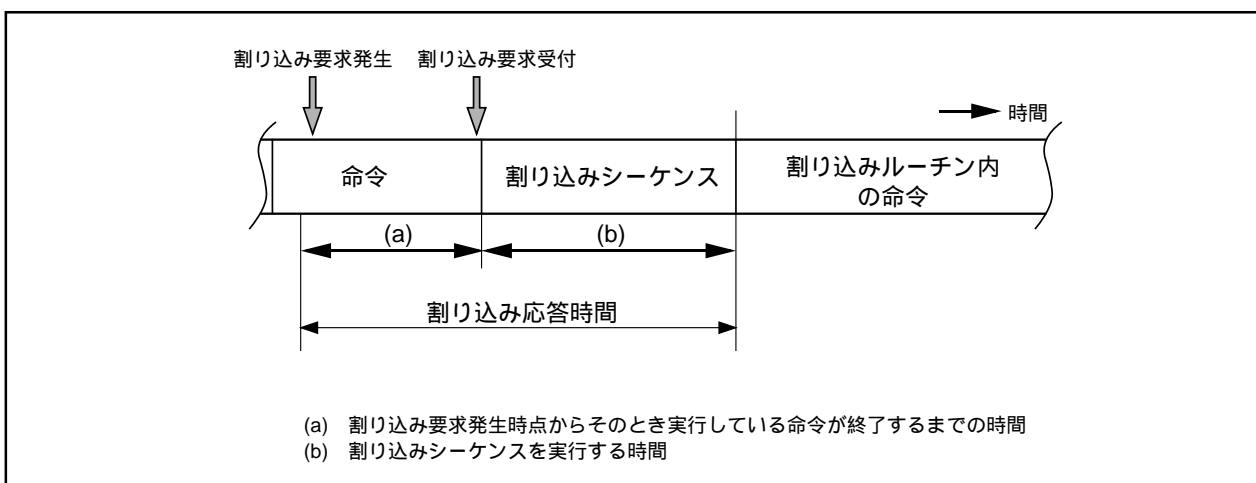 割り込み要求発生 割り込み要求受付
時間
命令 割り込みシーケンス 割り込みルーチン内
の命令
(a) (b)
割り込み応答時間
(a) 割り込み要求発生時点からそのとき実行している命令が終了するまでの時間
(b) 割り込みシーケンスを実行する時間